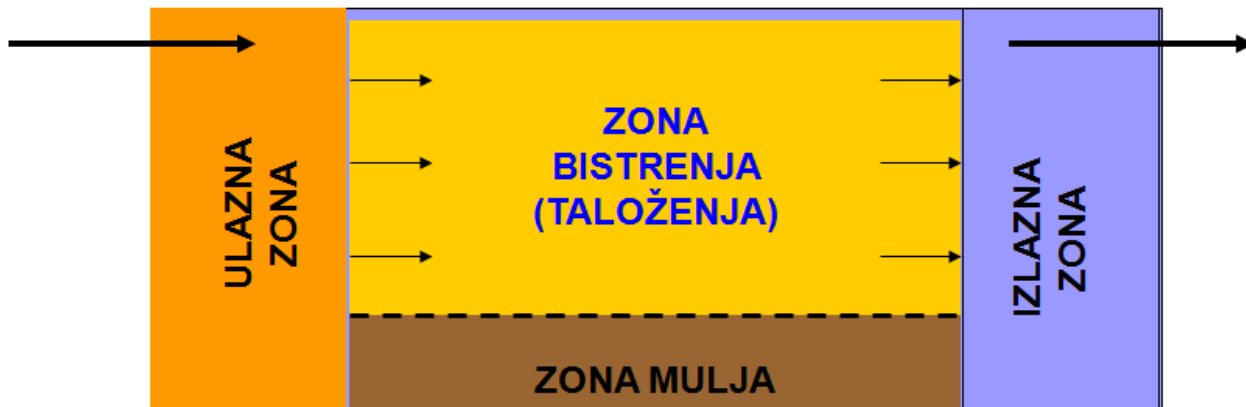 ULAZNA
ZONA
ZONA
BISTRENJA
(TALOŽENJA)
IZLAZNA
ZONA
ZONA MULJA